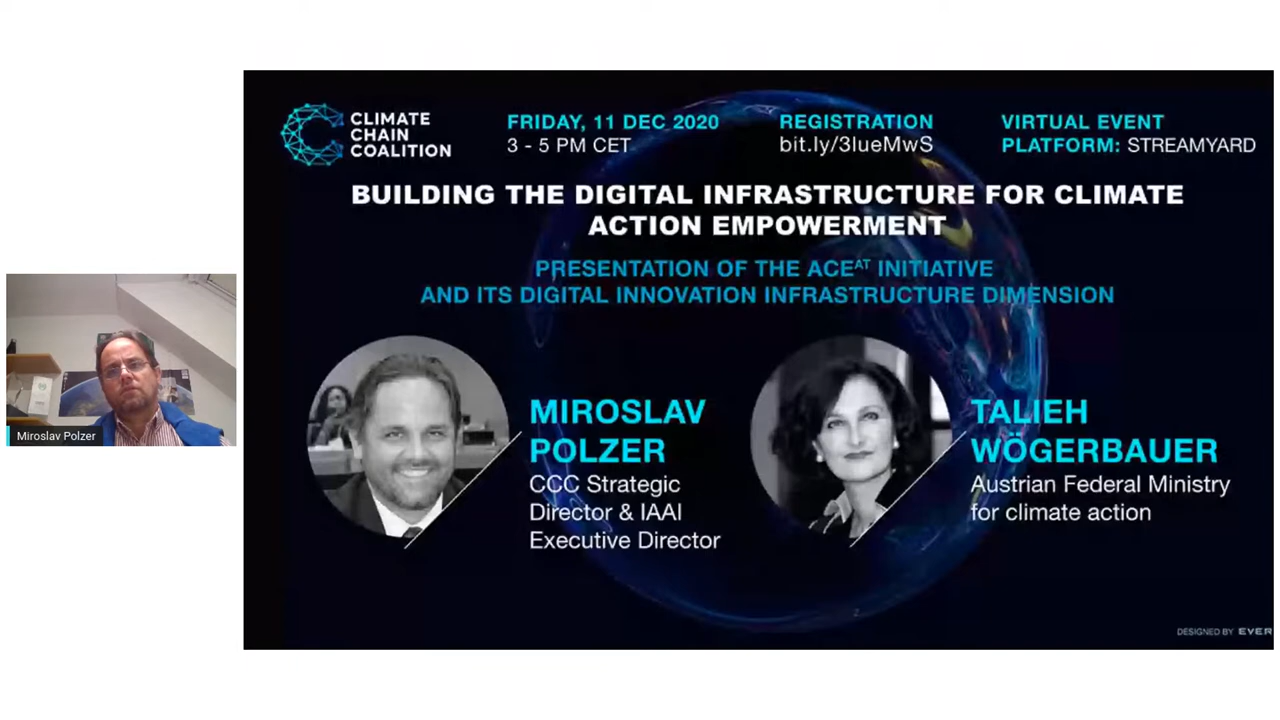 CLIMATE
CHAIN
COALITION
FRIDAY, 11 DEC 2020
3 - 5 PM CET
REGISTRATION
bit.ly/3lueMwS
VIRTUAL EVENT
PLATFORM: STREAMYARD
BUILDING THE DIGITAL INFRASTRUCTURE FOR CLIMATE
ACTION EMPOWERMENT
PRESENTATION OF THE ACEᴬᵀ INITIATIVE
AND ITS DIGITAL INNOVATION INFRASTRUCTURE DIMENSION
MIROSLAV
POLZER
CCC Strategic
Director & IAAI
Executive Director
TALIEH
WÖGERBAUER
Austrian Federal Ministry
for climate action
Miroslav Polzer
DESIGNED BY EVER